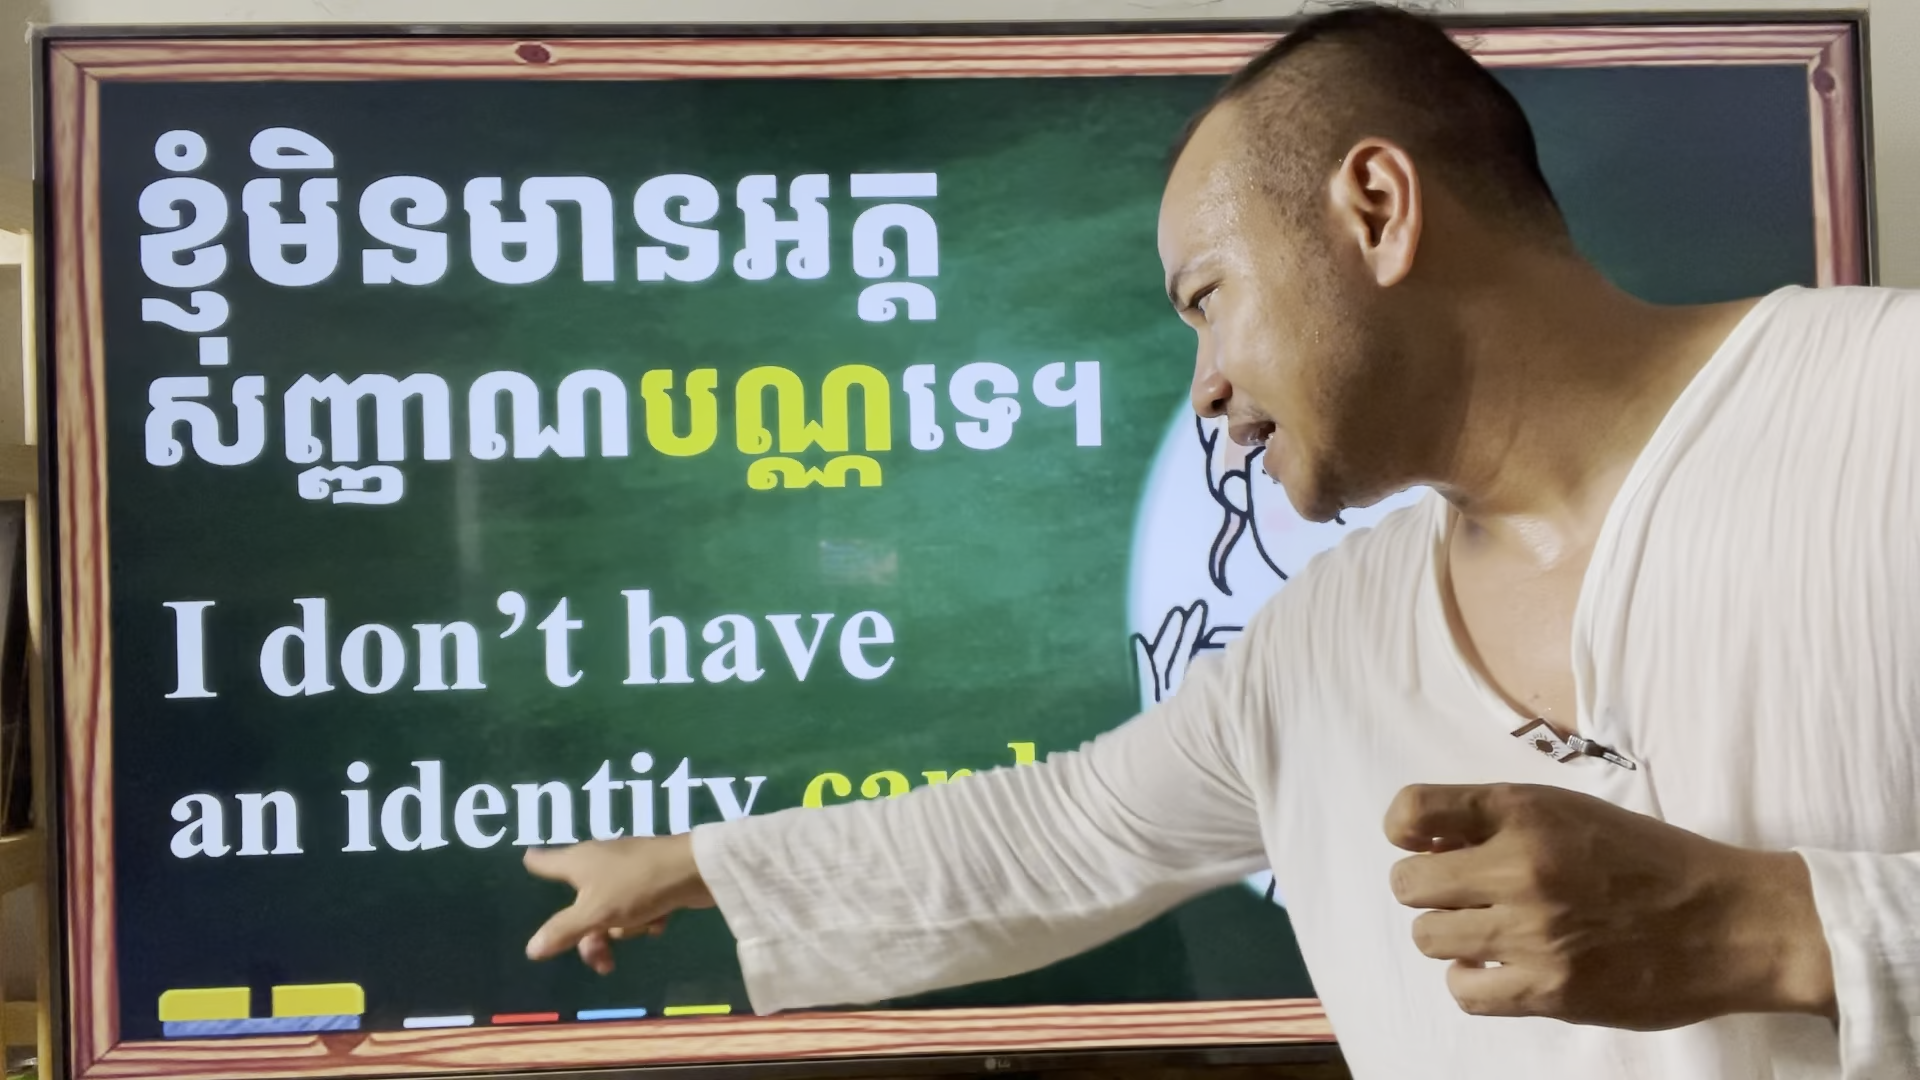 ខ្ញុំមិនមានអត្ត
សញ្ញាណបណ្ណទេ។
I don’t have
an identity
LG